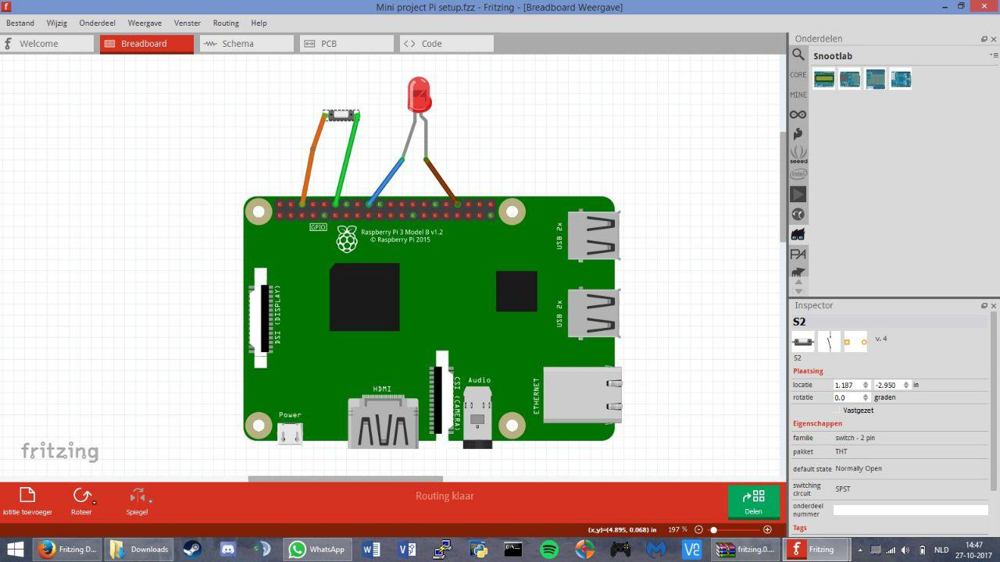 Mini project Pi setup.fzz - Fritzing - [Breadboard Weergave]
Bestand Wijzig Onderdeel Weergave Venster Routing Help
Welcome Breadboard Schema PCB Code
Onderdelen
Snootlab
CORE
MINE
seeed
intel
PA
GPIO
Raspberry Pi 3 Model B v1.2
© Raspberry Pi 2015
USB 2x
DSI (DISPLAY)
USB 2x
HDMI
CSI (CAMERA)
Audio
ETHERNET
Power
fritzing
Inspector
S2
v. 4
S2
Plaatsing
locatie 1.187 -2.950 in
rotatie 0.0 graden
Vastgezet
Eigenschappen
familie switch - 2 pin
pakket THT
default state Normally Open
switching circuit SPST
onderdeel nummer
Tags
Routing klaar
lotitie toevoeger Roteer Spiegel Delen
(x,y)=(4.895, 0.068) in 197 %
Fritzing D... Downloads WhatsApp fritzing.0.... Fritzing NLD 14:47
27-10-2017